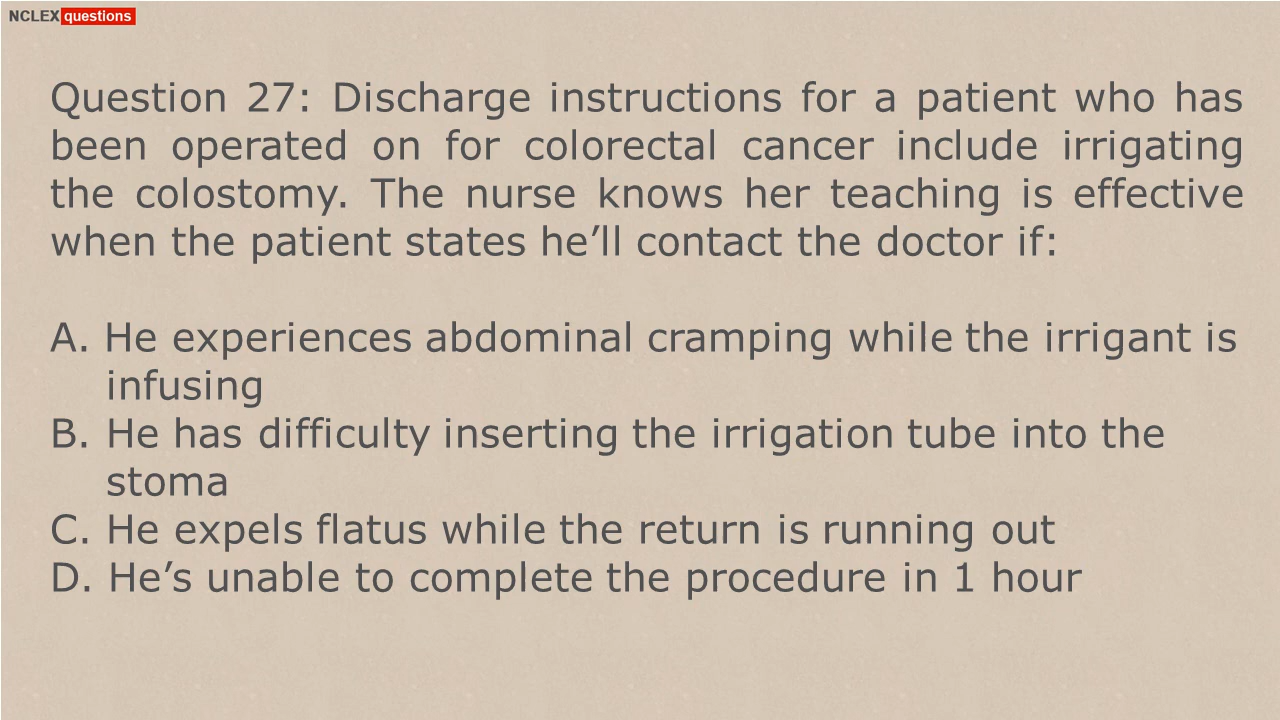 NCLEX questions
Question 27: Discharge instructions for a patient who has
been operated on for colorectal cancer include irrigating
the colostomy. The nurse knows her teaching is effective
when the patient states he’ll contact the doctor if:
A. He experiences abdominal cramping while the irrigant is
infusing
B. He has difficulty inserting the irrigation tube into the
stoma
C. He expels flatus while the return is running out
D. He’s unable to complete the procedure in 1 hour